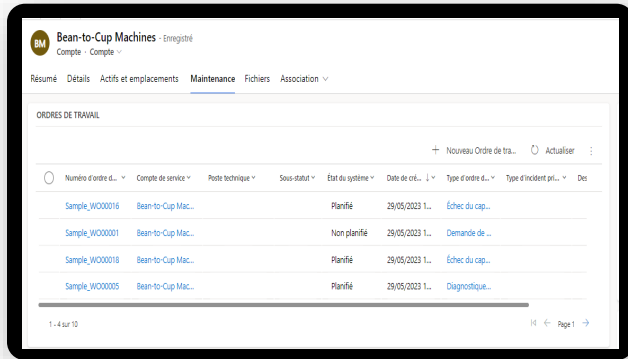 BM
Bean-to-Cup Machines - Enregistré
Compte · Compte
Résumé Détails Actifs et emplacements Maintenance Fichiers Association
ORDRES DE TRAVAIL
+ Nouveau Ordre de tra... Actualiser
Numéro d'ordre d... Compte de service Poste technique Sous-statut État du système Date de cré... ↓ Type d'ordre d... Type d'incident pri... Des
Sample_WO00016 Bean-to-Cup Mac... Planifié 29/05/2023 1... Échec du cap...
Sample_WO00001 Bean-to-Cup Mac... Non planifié 29/05/2023 1... Demande de ...
Sample_WO00018 Bean-to-Cup Mac... Planifié 29/05/2023 1... Échec du cap...
Sample_WO00005 Bean-to-Cup Mac... Planifié 29/05/2023 1... Diagnostique...
1 - 4 sur 10 Page 1